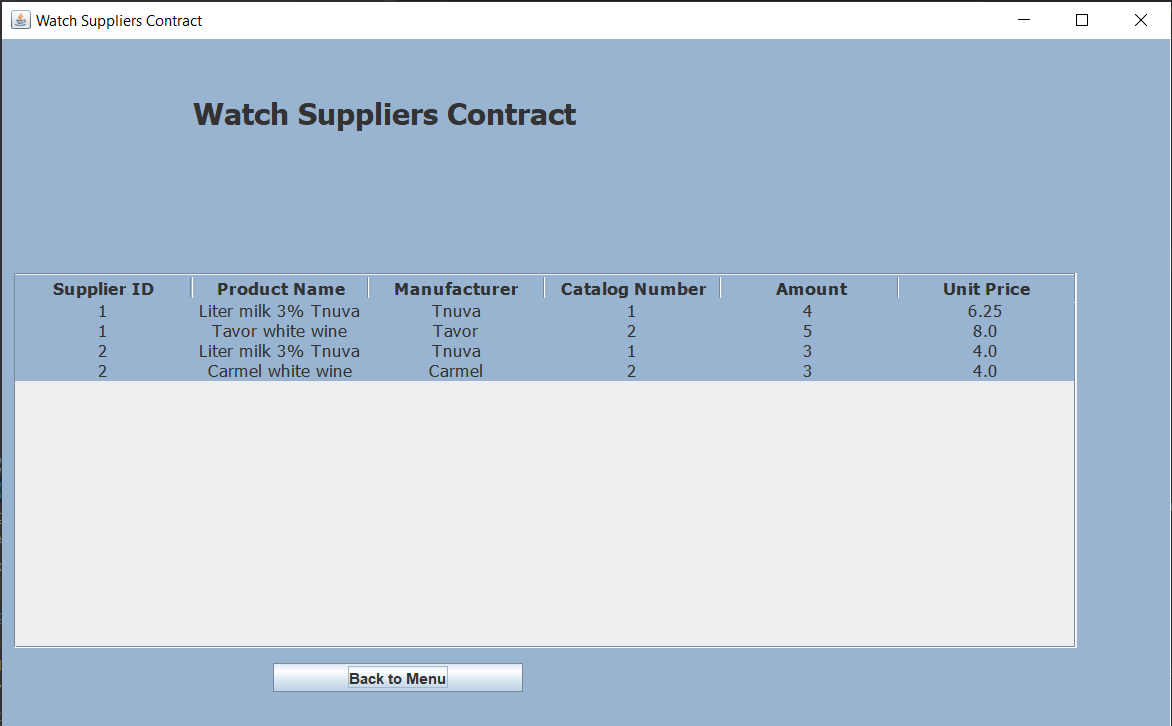 Watch Suppliers Contract
Watch Suppliers Contract
Supplier ID Product Name Manufacturer Catalog Number Amount Unit Price
1 Liter milk 3% Tnuva Tnuva 1 4 6.25
1 Tavor white wine Tavor 2 5 8.0
2 Liter milk 3% Tnuva Tnuva 1 3 4.0
2 Carmel white wine Carmel 2 3 4.0
Back to Menu